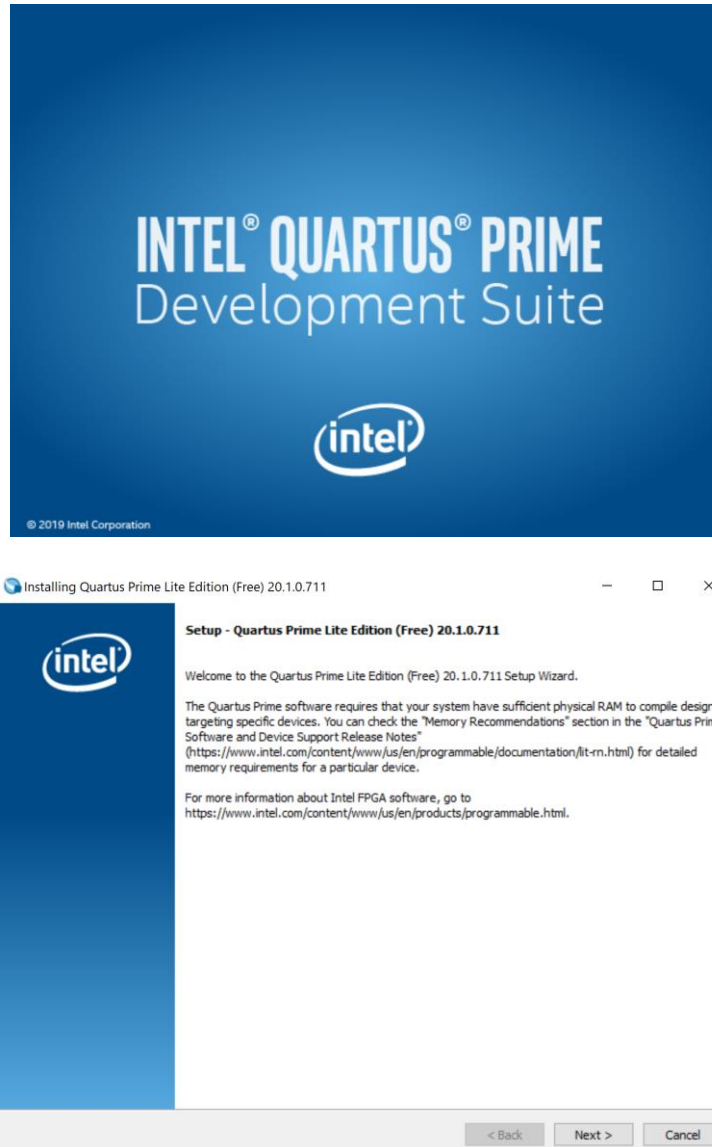 INTEL® QUARTUS® PRIME
Development Suite
intel
© 2019 Intel Corporation
Installing Quartus Prime Lite Edition (Free) 20.1.0.711
intel
Setup - Quartus Prime Lite Edition (Free) 20.1.0.711
Welcome to the Quartus Prime Lite Edition (Free) 20.1.0.711 Setup Wizard.
The Quartus Prime software requires that your system have sufficient physical RAM to compile design
targeting specific devices. You can check the "Memory Recommendations" section in the "Quartus Prim
Software and Device Support Release Notes"
(https://www.intel.com/content/www/us/en/programmable/documentation/lit-rn.html) for detailed
memory requirements for a particular device.
For more information about Intel FPGA software, go to
https://www.intel.com/content/www/us/en/products/programmable.html.
< Back Next > Cancel